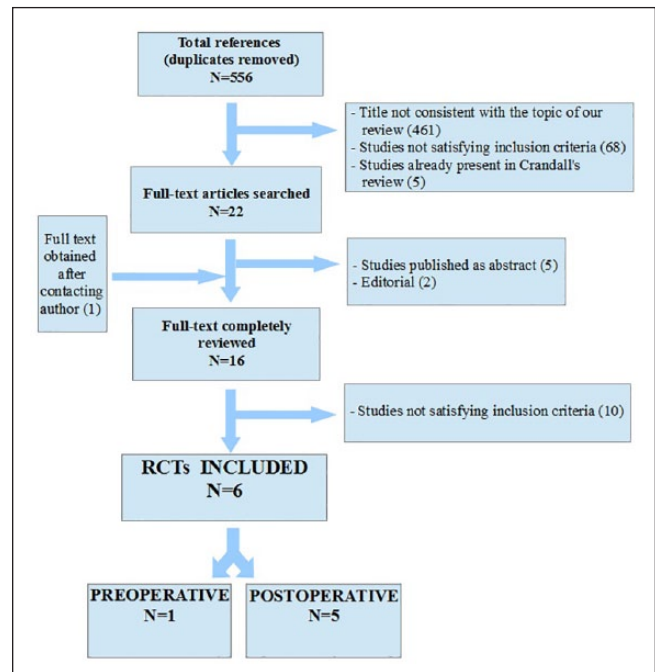 Total references
(duplicates removed)
N=556
- Title not consistent with the topic of our
review (461)
- Studies not satisfying inclusion criteria (68)
- Studies already present in Crandall's
review (5)
Full-text articles searched
N=22
Full text
obtained
after
contacting
author (1)
- Studies published as abstract (5)
- Editorial (2)
Full-text completely
reviewed
N=16
- Studies not satisfying inclusion criteria (10)
RCTs INCLUDED
N=6
PREOPERATIVE
N=1
POSTOPERATIVE
N=5